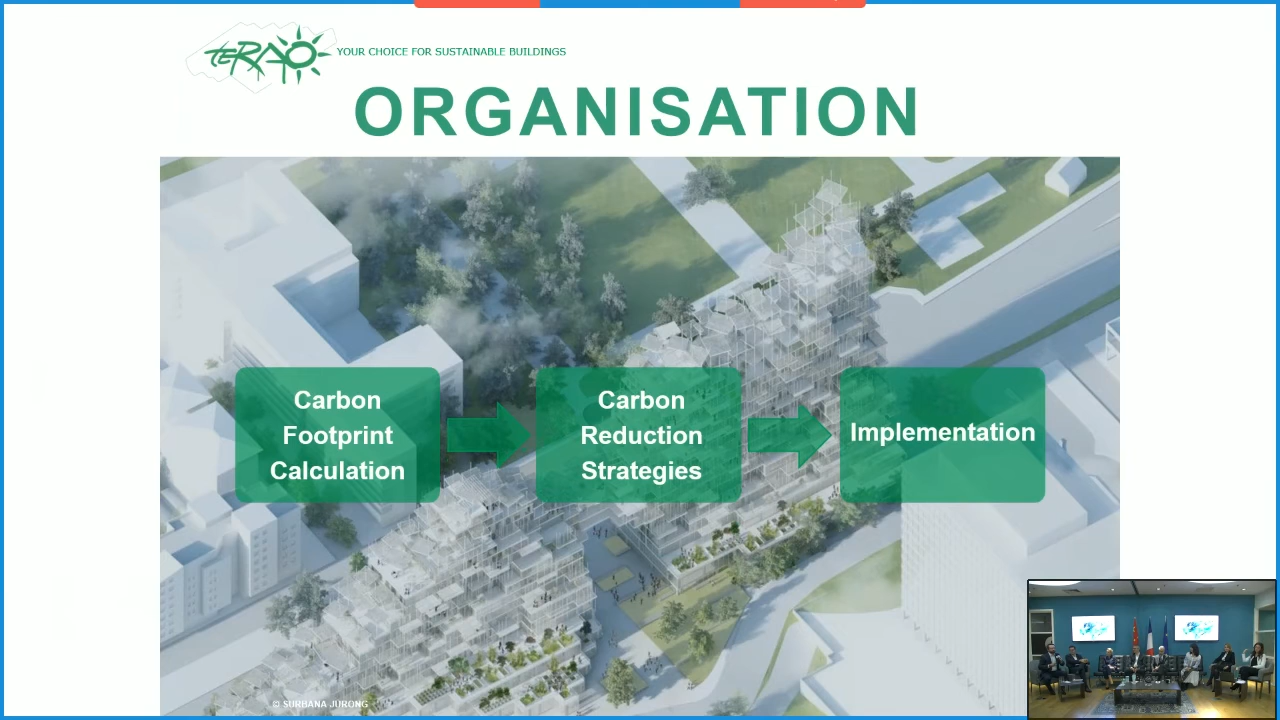 TERAO
YOUR CHOICE FOR SUSTAINABLE BUILDINGS
ORGANISATION
Carbon
Footprint
Calculation
Carbon
Reduction
Strategies
Implementation
© SURBANA JURONG